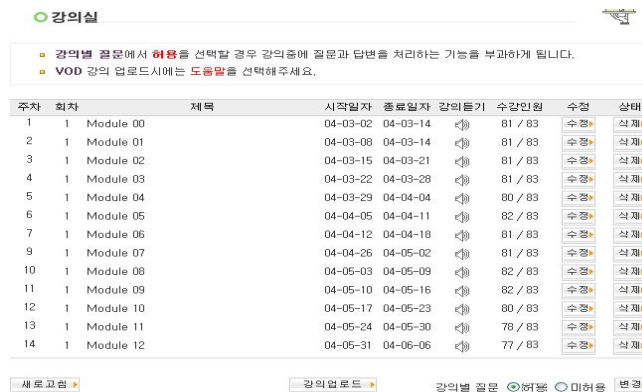 강의실
강의별 질문에서 허용을 선택할 경우 강의중에 질문과 답변을 처리하는 기능을 부과하게 됩니다.
VOD 강의 업로드시에는 도움말을 선택해주세요.
주차 회차 제목 시작일자 종료일자 강의듣기 수강인원 수정 상태
1 1 Module 00 04-03-02 04-03-14 81 / 83 수정 삭제
2 1 Module 01 04-03-08 04-03-14 81 / 83 수정 삭제
3 1 Module 02 04-03-15 04-03-21 81 / 83 수정 삭제
4 1 Module 03 04-03-22 04-03-28 81 / 83 수정 삭제
5 1 Module 04 04-03-29 04-04-04 80 / 83 수정 삭제
6 1 Module 05 04-04-05 04-04-11 82 / 83 수정 삭제
7 1 Module 06 04-04-12 04-04-18 81 / 83 수정 삭제
9 1 Module 07 04-04-26 04-05-02 81 / 83 수정 삭제
10 1 Module 08 04-05-03 04-05-09 82 / 83 수정 삭제
11 1 Module 09 04-05-10 04-05-16 82 / 83 수정 삭제
12 1 Module 10 04-05-17 04-05-23 80 / 83 수정 삭제
13 1 Module 11 04-05-24 04-05-30 78 / 83 수정 삭제
14 1 Module 12 04-05-31 04-06-06 77 / 83 수정 삭제
새로고침 강의업로드 강의별 질문 허용 미허용 변경